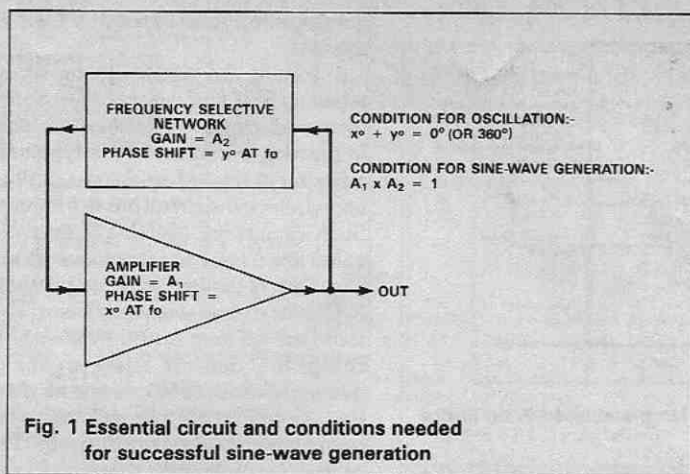 FREQUENCY SELECTIVE
NETWORK
GAIN = A₂
PHASE SHIFT = y° AT fo
CONDITION FOR OSCILLATION:-
x° + y° = 0° (OR 360°)
CONDITION FOR SINE-WAVE GENERATION:-
A₁ x A₂ = 1
AMPLIFIER
GAIN = A₁
PHASE SHIFT =
x° AT fo
OUT
Fig. 1 Essential circuit and conditions needed
for successful sine-wave generation